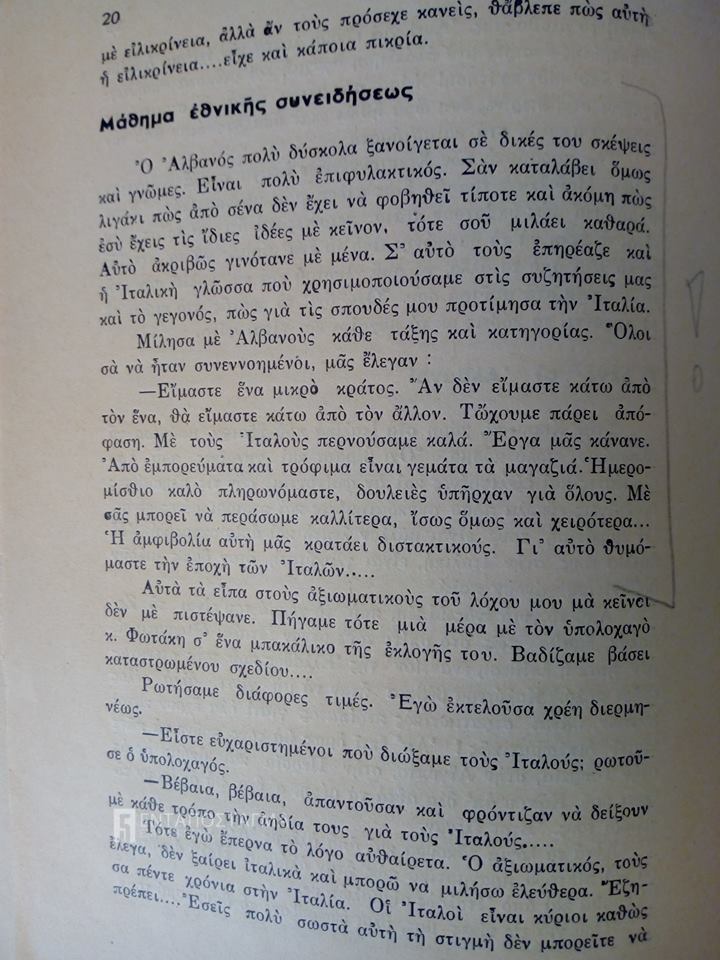 20
μὲ εἰλικρίνεια, ἀλλὰ ἄν τοὺς πρόσεχε κανεὶς, θἄβλεπε πὼς αὐτὴ
ἡ εἰλικρίνεια....εἶχε καὶ κάποια πικρία.
Μάθημα ἐθνικῆς συνειδήσεως
Ὁ Ἀλβανός πολὺ δύσκολα ξανοίγεται σὲ δικές του σκέψεις
καὶ γνῶμες. Εἶναι πολὺ ἐπιφυλακτικός. Σὰν καταλάβει ὅμως
λιγάκι πὼς ἀπὸ σένα δὲν ἔχει νὰ φοβηθεῖ τίποτε καὶ ἀκόμη πὼς
ἐσὺ ἔχεις τὶς ἴδιες ἰδέες μὲ κεῖνον, τότε σοῦ μιλάει καθαρά.
Αὐτὸ ἀκριβῶς γινότανε μὲ μένα. Σ' αὐτὸ τοὺς ἐπηρέαζε καὶ
ἡ Ἰταλικὴ γλῶσσα ποὺ χρησιμοποιούσαμε στὶς συζητήσεις μας
καὶ τὸ γεγονός, πὼς γιὰ τὶς σπουδές μου προτίμησα τὴν Ἰταλία.
Μίλησα μὲ Ἀλβανοὺς κάθε τάξης καὶ κατηγορίας. Ὅλοι
σὰ νὰ ἦταν συνεννοημένοι, μᾶς ἔλεγαν :
—Εἴμαστε ἕνα μικρὸ κράτος. Ἂν δὲν εἴμαστε κάτω ἀπὸ
τὸν ἕνα, θὰ εἴμαστε κάτω ἀπὸ τὸν ἄλλον. Τὤχουμε πάρει ἀπό-
φαση. Μὲ τοὺς Ἰταλοὺς περνούσαμε καλά. Ἔργα μᾶς κάνανε.
Ἀπὸ ἐμπορεύματα καὶ τρόφιμα εἶναι γεμάτα τὰ μαγαζιά. Ἡμερο-
μίσθιο καλὸ πληρωνόμαστε, δουλειὲς ὑπῆρχαν γιὰ ὅλους. Μὲ
σᾶς μπορεῖ νὰ περάσωμε καλλίτερα, ἴσως ὅμως καὶ χειρότερα...
Ἡ ἀμφιβολία αὐτὴ μᾶς κρατάει διστακτικούς. Γι' αὐτὸ θυμό-
μαστε τὴν ἐποχὴ τῶν Ἰταλῶν.....
Αὐτὰ τὰ εἶπα στοὺς ἀξιωματικοὺς τοῦ λόχου μου μὰ κεῖνοι
δὲν μὲ πιστέψανε. Πήγαμε τότε μιὰ μέρα μὲ τὸν ὑπολοχαγὸ
κ. Φωτάκη σ' ἕνα μπακάλικο τῆς ἐκλογῆς του. Βαδίζαμε βάσει
καταστρωμένου σχεδίου....
Ρωτήσαμε διάφορες τιμές. Ἐγὼ ἐκτελοῦσα χρέη διερμη-
νέως.
—Εἶστε εὐχαριστημένοι ποὺ διώξαμε τοὺς Ἰταλούς; ρωτοῦ-
σε ὁ ὑπολοχαγός.
—Βέβαια, βέβαια, ἀπαντοῦσαν καὶ φρόντιζαν νὰ δείξουν
μὲ κάθε τρόπο τὴν ἀηδία τους γιὰ τοὺς Ἰταλούς.....
Τότε ἐγὼ ἔπερνα τὸ λόγο αὐθαίρετα. Ὁ ἀξιωματικός, τοὺς
ἔλεγα, δὲν ξαίρει ἰταλικὰ καὶ μπορῶ νὰ μιλήσω ἐλεύθερα. Ἔζη-
σα πέντε χρόνια στὴν Ἰταλία. Οἱ Ἰταλοὶ εἶναι κύριοι καθὼς
πρέπει....Ἐσεῖς πολὺ σωστὰ αὐτὴ τὴ στιγμὴ δὲν μπορεῖτε νὰ